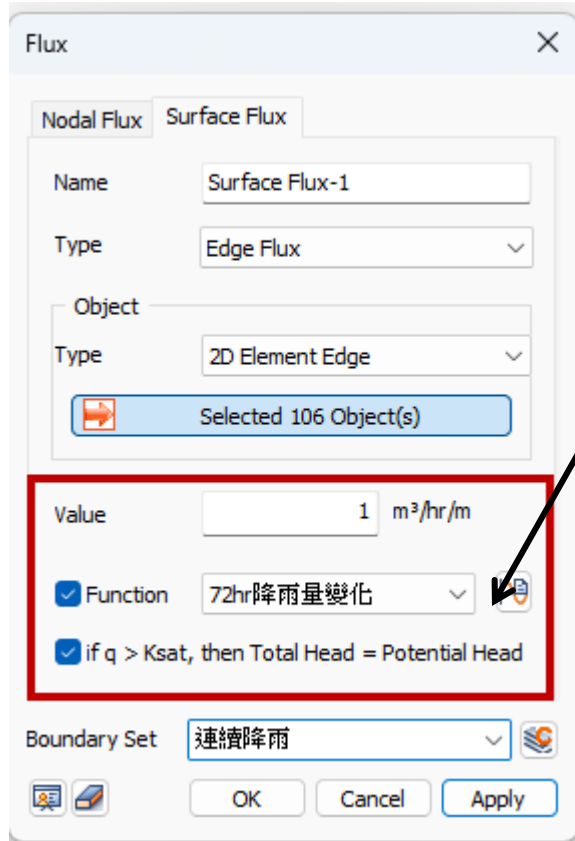 Flux
Nodal Flux Surface Flux
Name Surface Flux-1
Type Edge Flux
Object
Type 2D Element Edge
Selected 106 Object(s)
Value 1 m³/hr/m
Function 72hr降雨量變化
if q > Ksat, then Total Head = Potential Head
Boundary Set 連續降雨
OK Cancel Apply